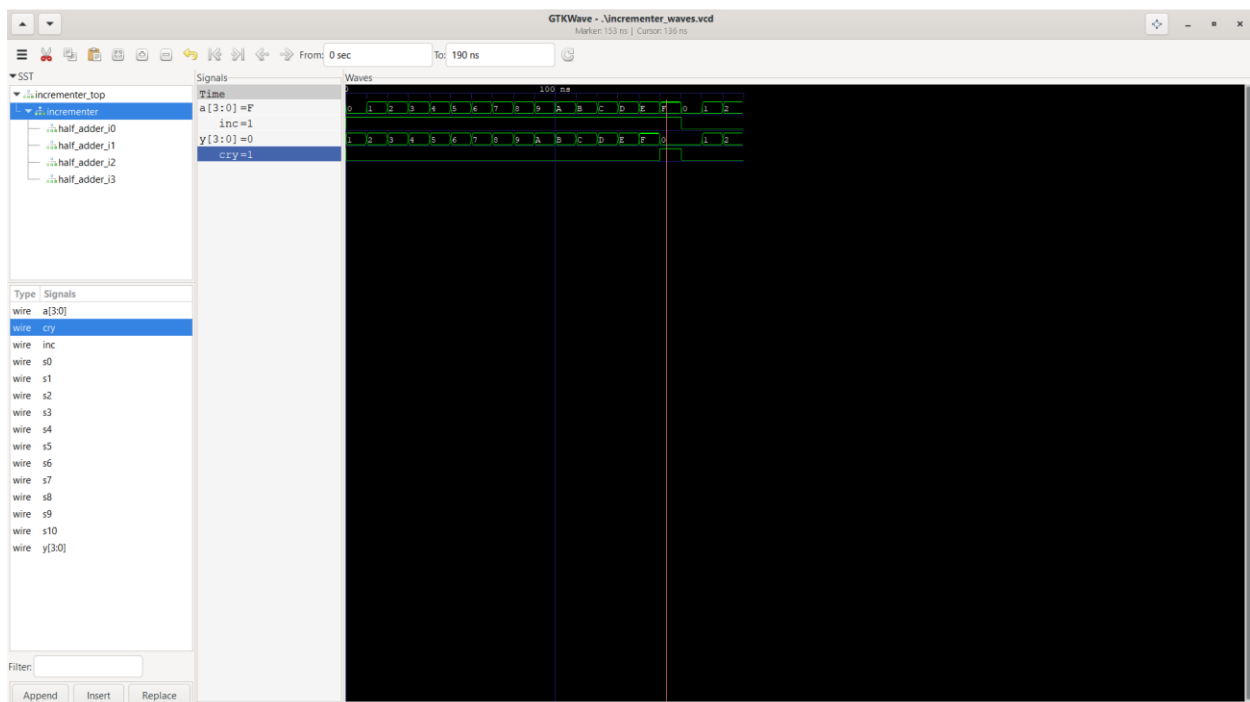 GTKWave - .\incrementer_waves.vcd
Marker: 153 ns | Cursor: 136 ns
From: 0 sec To: 190 ns
SST
incrementer_top
incrementer
half_adder_i0
half_adder_i1
half_adder_i2
half_adder_i3
Type Signals
wire a[3:0]
wire cry
wire inc
wire s0
wire s1
wire s2
wire s3
wire s4
wire s5
wire s6
wire s7
wire s8
wire s9
wire s10
wire y[3:0]
Filter:
Append Insert Replace
Signals
Time
a[3:0]=F
inc=1
y[3:0]=0
cry=1
Waves
0 100 ns
0 1 2 3 4 5 6 7 8 9 A B C D E F 0 1 2
1 2 3 4 5 6 7 8 9 A B C D E F 0 1 2